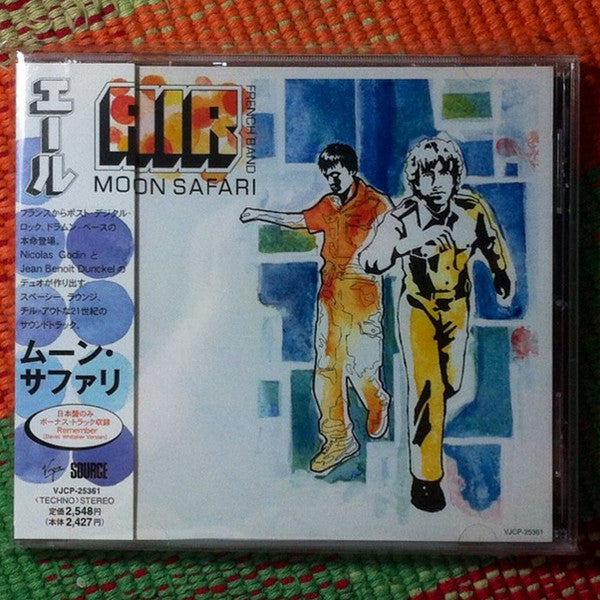 エール
フランスからポスト・デジタル・
ロック、ドラムン・ベースの
本命登場。
Nicolas Godin と
Jean Benoit Dunckel の
デュオが作り出す
スペーシー、ラウンジ、
チル・アウトな21世紀の
サウンドトラック。
ムーン・
サファリ
日本盤のみ
ボーナス・トラック収録
Remember
(David Whitaker Version)
Virgin SOURCE
VJCP-25361
〈TECHNO〉STEREO
定価 2,548円
(本体 2,427円)
AIR
FRENCH BAND
MOON SAFARI
VJCP-25361